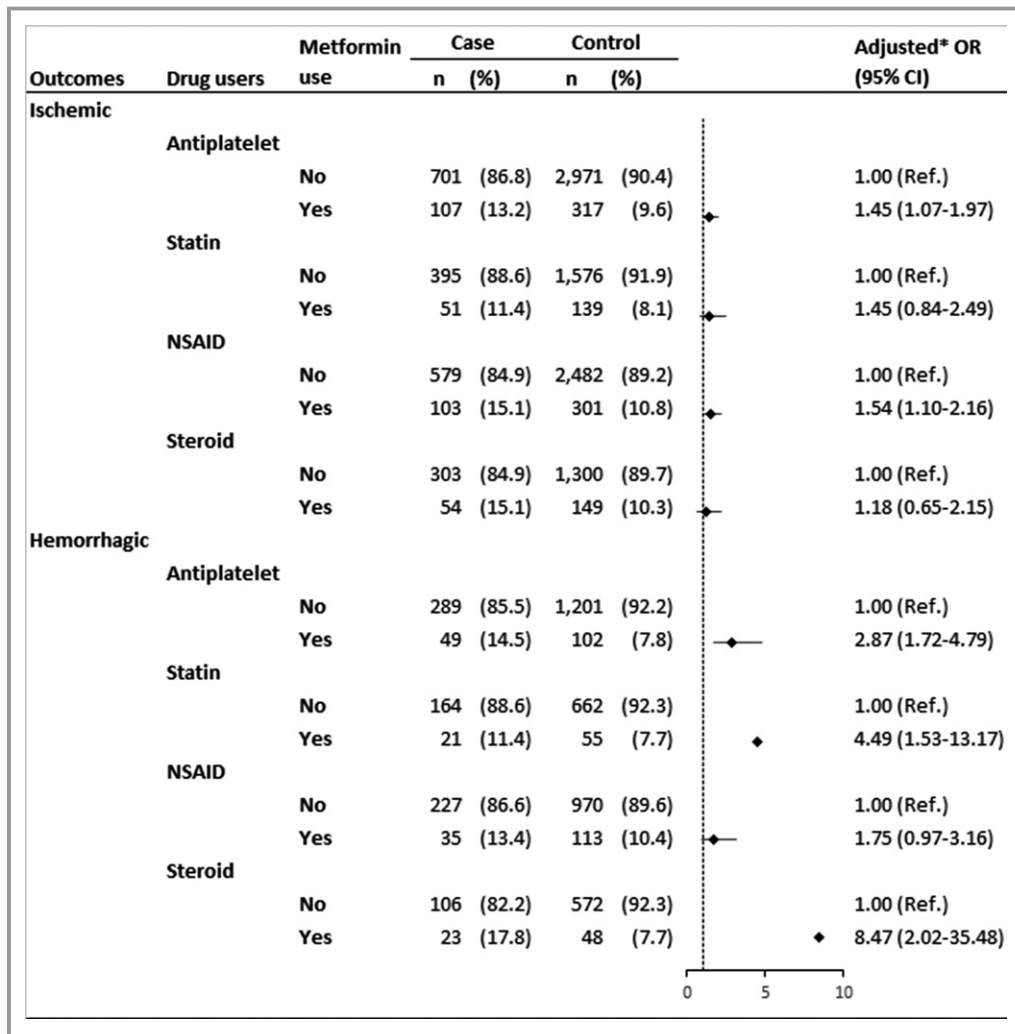 Outcomes Drug users Metformin use Case n (%) Control n (%) Adjusted* OR (95% CI)
Ischemic
Antiplatelet
No 701 (86.8) 2,971 (90.4) 1.00 (Ref.)
Yes 107 (13.2) 317 (9.6) 1.45 (1.07-1.97)
Statin
No 395 (88.6) 1,576 (91.9) 1.00 (Ref.)
Yes 51 (11.4) 139 (8.1) 1.45 (0.84-2.49)
NSAID
No 579 (84.9) 2,482 (89.2) 1.00 (Ref.)
Yes 103 (15.1) 301 (10.8) 1.54 (1.10-2.16)
Steroid
No 303 (84.9) 1,300 (89.7) 1.00 (Ref.)
Yes 54 (15.1) 149 (10.3) 1.18 (0.65-2.15)
Hemorrhagic
Antiplatelet
No 289 (85.5) 1,201 (92.2) 1.00 (Ref.)
Yes 49 (14.5) 102 (7.8) 2.87 (1.72-4.79)
Statin
No 164 (88.6) 662 (92.3) 1.00 (Ref.)
Yes 21 (11.4) 55 (7.7) 4.49 (1.53-13.17)
NSAID
No 227 (86.6) 970 (89.6) 1.00 (Ref.)
Yes 35 (13.4) 113 (10.4) 1.75 (0.97-3.16)
Steroid
No 106 (82.2) 572 (92.3) 1.00 (Ref.)
Yes 23 (17.8) 48 (7.7) 8.47 (2.02-35.48)
0 5 10